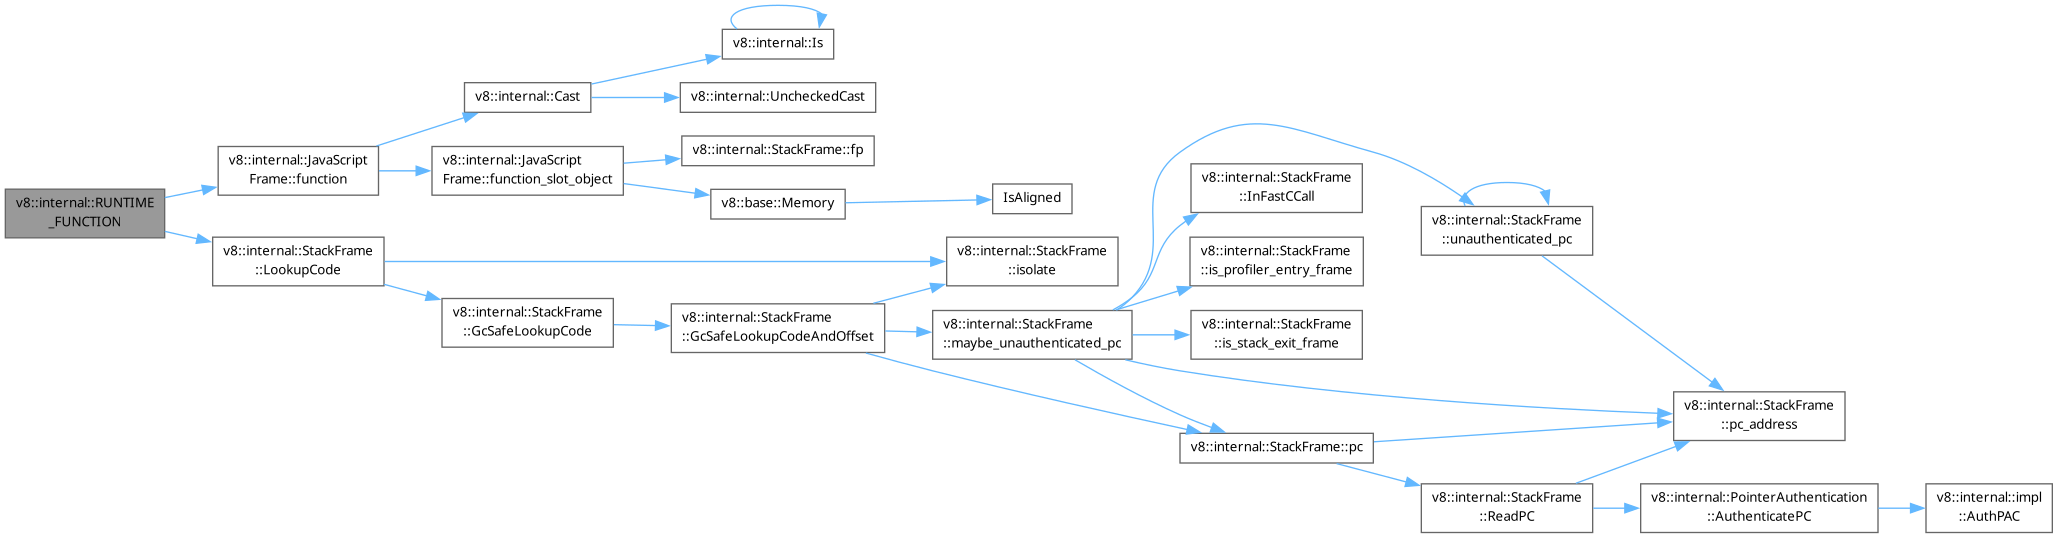 v8::internal::Is
v8::internal::Cast
v8::internal::UncheckedCast
v8::internal::StackFrame::fp
v8::internal::JavaScript
Frame::function
v8::internal::JavaScript
Frame::function_slot_object
v8::internal::RUNTIME
_FUNCTION
v8::base::Memory
IsAligned
v8::internal::StackFrame
::InFastCCall
v8::internal::StackFrame
::unauthenticated_pc
v8::internal::StackFrame
::LookupCode
v8::internal::StackFrame
::isolate
v8::internal::StackFrame
::is_profiler_entry_frame
v8::internal::StackFrame
::GcSafeLookupCode
v8::internal::StackFrame
::GcSafeLookupCodeAndOffset
v8::internal::StackFrame
::maybe_unauthenticated_pc
v8::internal::StackFrame
::is_stack_exit_frame
v8::internal::StackFrame
::pc_address
v8::internal::StackFrame::pc
v8::internal::StackFrame
::ReadPC
v8::internal::PointerAuthentication
::AuthenticatePC
v8::internal::impl
::AuthPAC